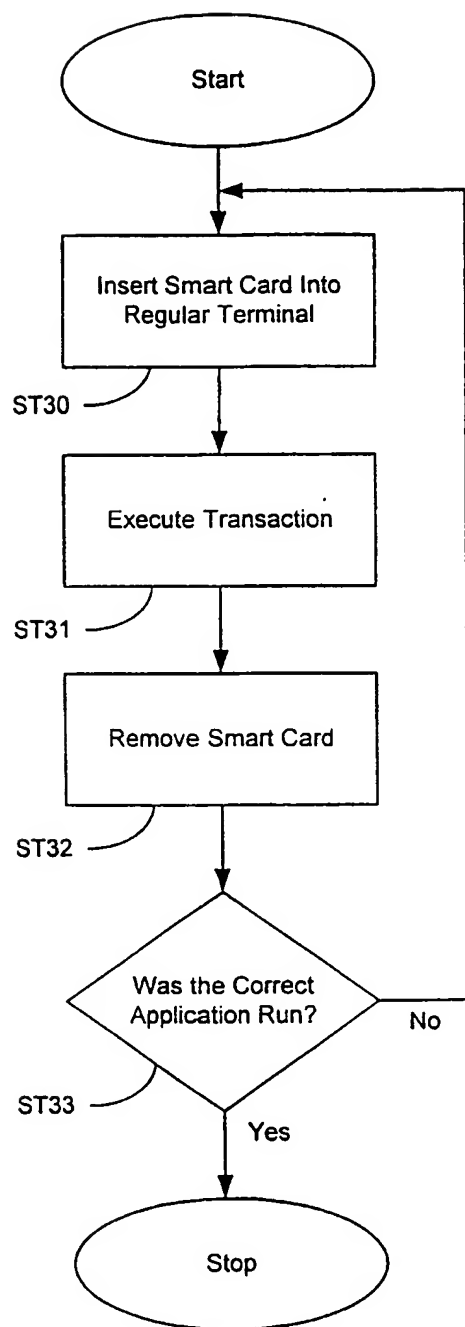 Start
Insert Smart Card Into
Regular Terminal
ST30
Execute Transaction
ST31
Remove Smart Card
ST32
Was the Correct
Application Run?
No
ST33
Yes
Stop